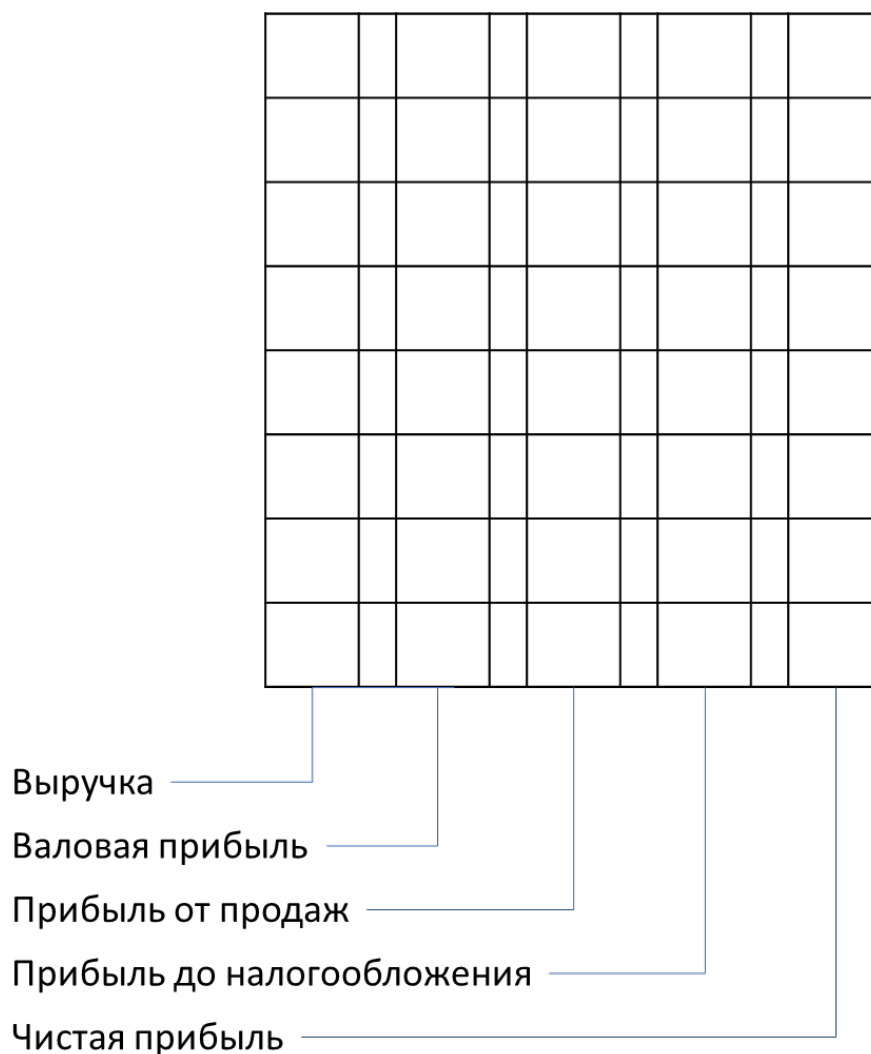 Выручка
Валовая прибыль
Прибыль от продаж
Прибыль до налогообложения
Чистая прибыль